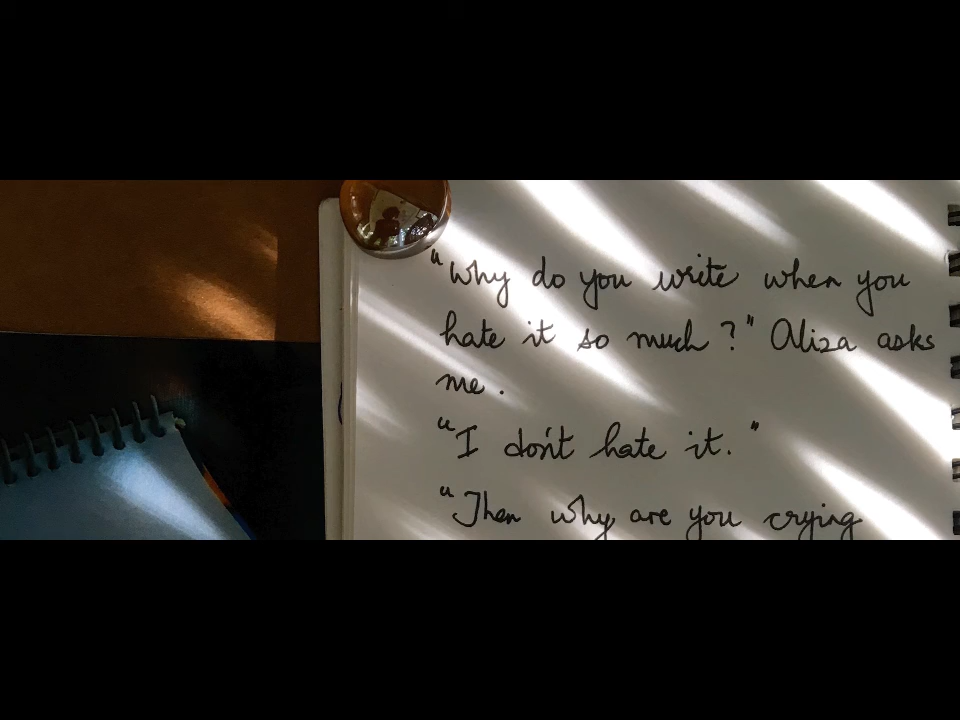 "Why do you write when you
hate it so much?" Aliza asks
me.
"I don't hate it."
"Then why are you crying